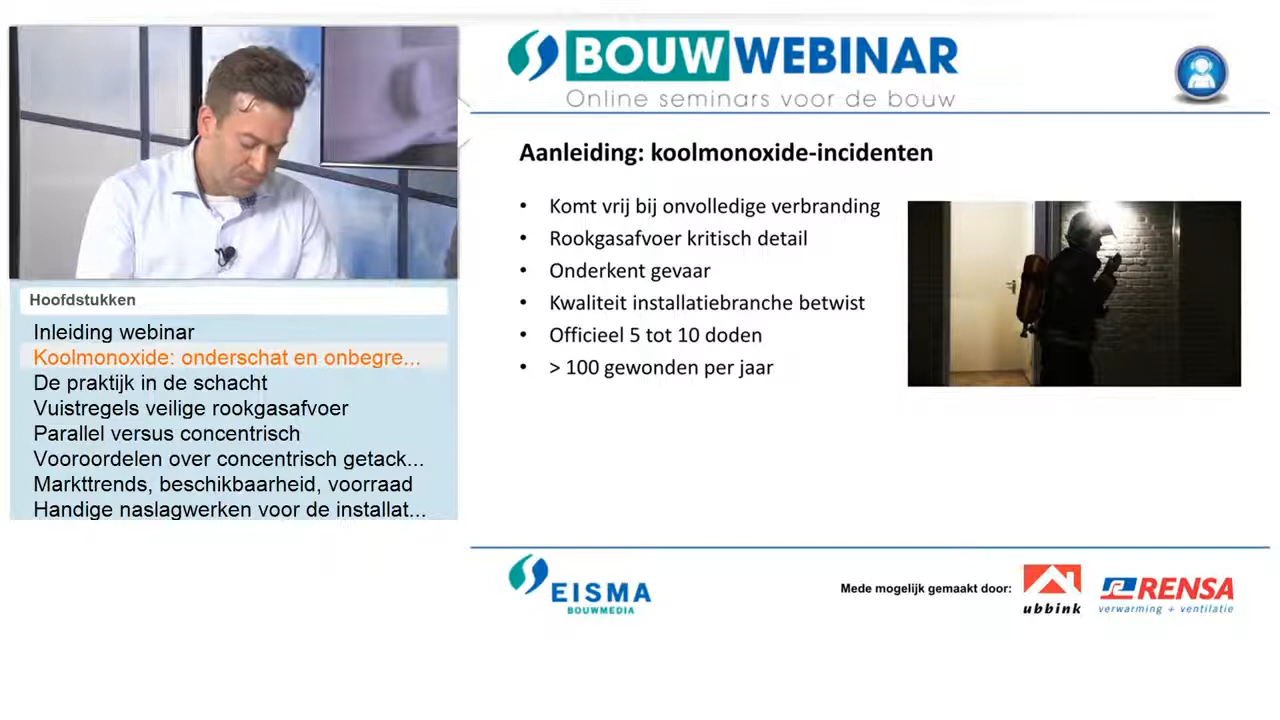 BOUW WEBINAR
Online seminars voor de bouw
Aanleiding: koolmonoxide-incidenten
• Komt vrij bij onvolledige verbranding
• Rookgasafvoer kritisch detail
• Onderkent gevaar
• Kwaliteit installatiebranche betwist
• Officieel 5 tot 10 doden
• > 100 gewonden per jaar
Hoofdstukken
Inleiding webinar
Koolmonoxide: onderschat en onbegre...
De praktijk in de schacht
Vuistregels veilige rookgasafvoer
Parallel versus concentrisch
Vooroordelen over concentrisch getack...
Markttrends, beschikbaarheid, voorraad
Handige naslagwerken voor de installat...
EISMA
BOUWMEDIA
Mede mogelijk gemaakt door:
ubbink
RENSA
verwarming + ventilatie